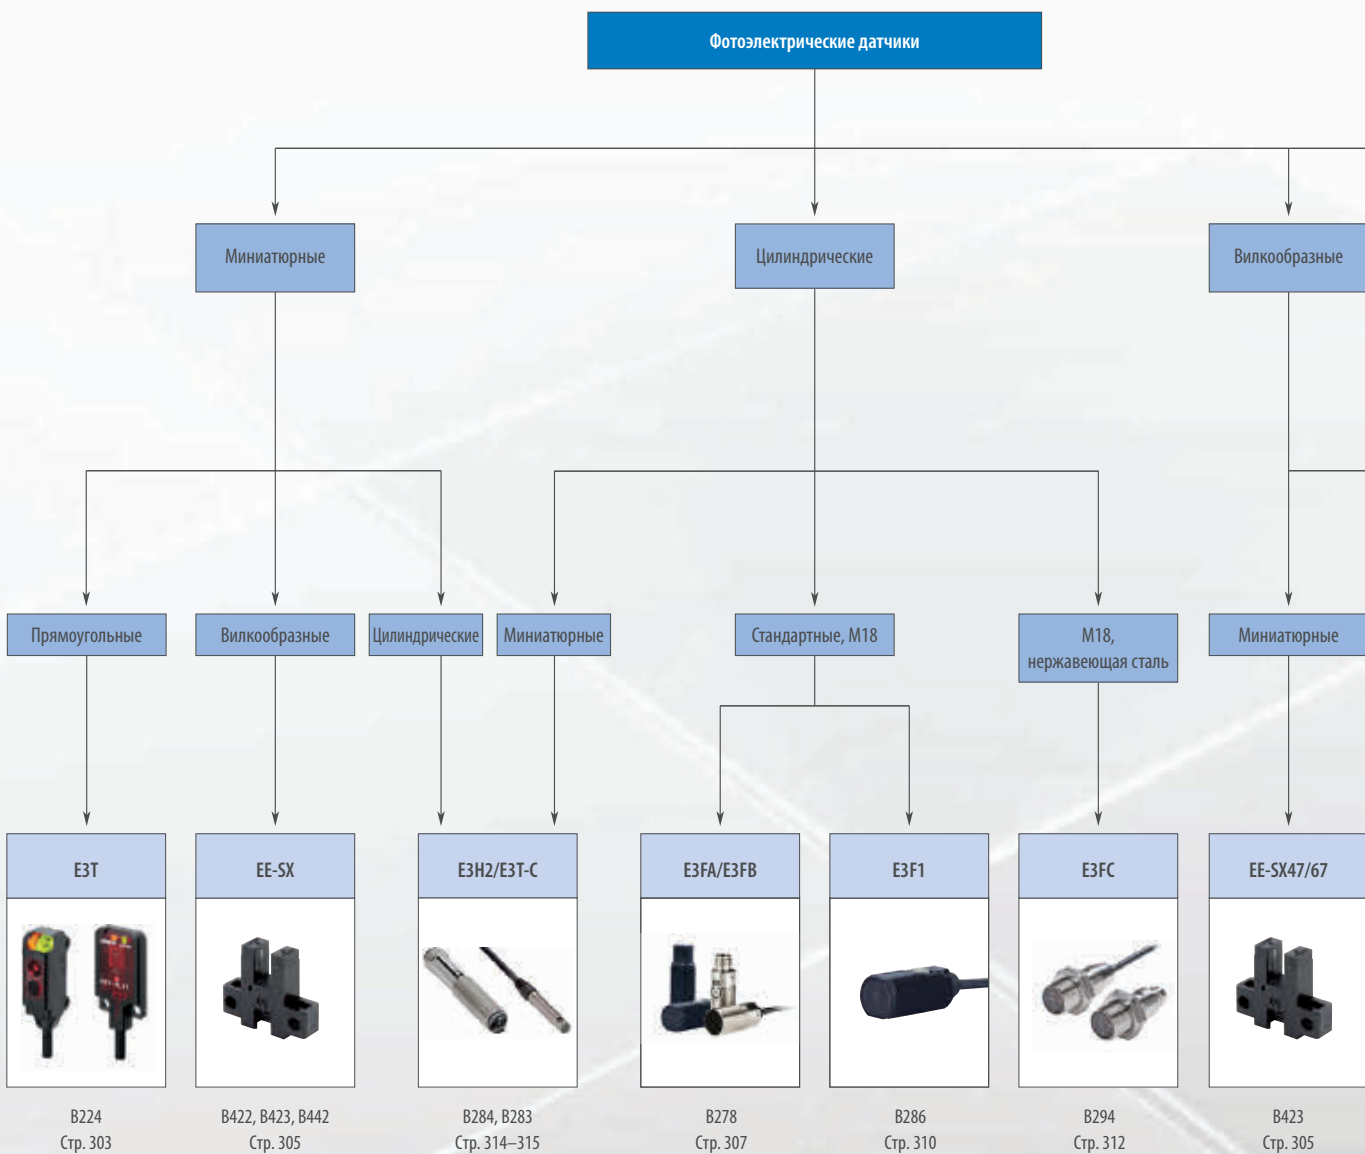 Фотоэлектрические датчики
Миниатюрные
Цилиндрические
Вилкообразные
Прямоугольные
Вилкообразные
Цилиндрические
Миниатюрные
Стандартные, M18
M18,
нержавеющая сталь
Миниатюрные
E3T
EE-SX
E3H2/E3T-C
E3FA/E3FB
E3F1
E3FC
EE-SX47/67
B224
Стр. 303
B422, B423, B442
Стр. 305
B284, B283
Стр. 314–315
B278
Стр. 307
B286
Стр. 310
B294
Стр. 312
B423
Стр. 305